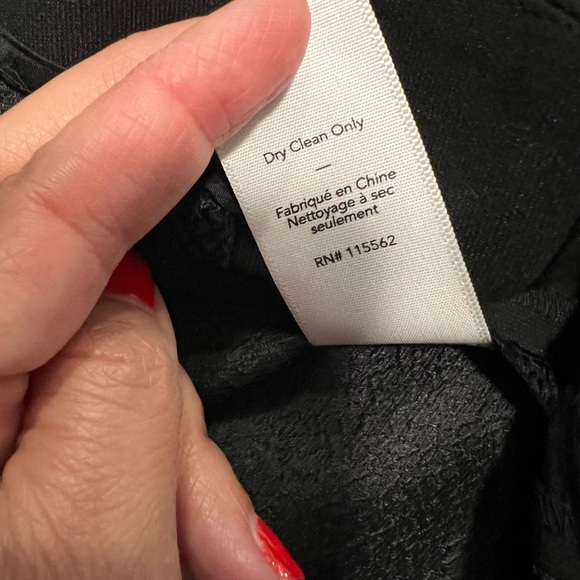 Dry Clean Only
—
Fabriqué en Chine
Nettoyage à sec
seulement
RN# 115562